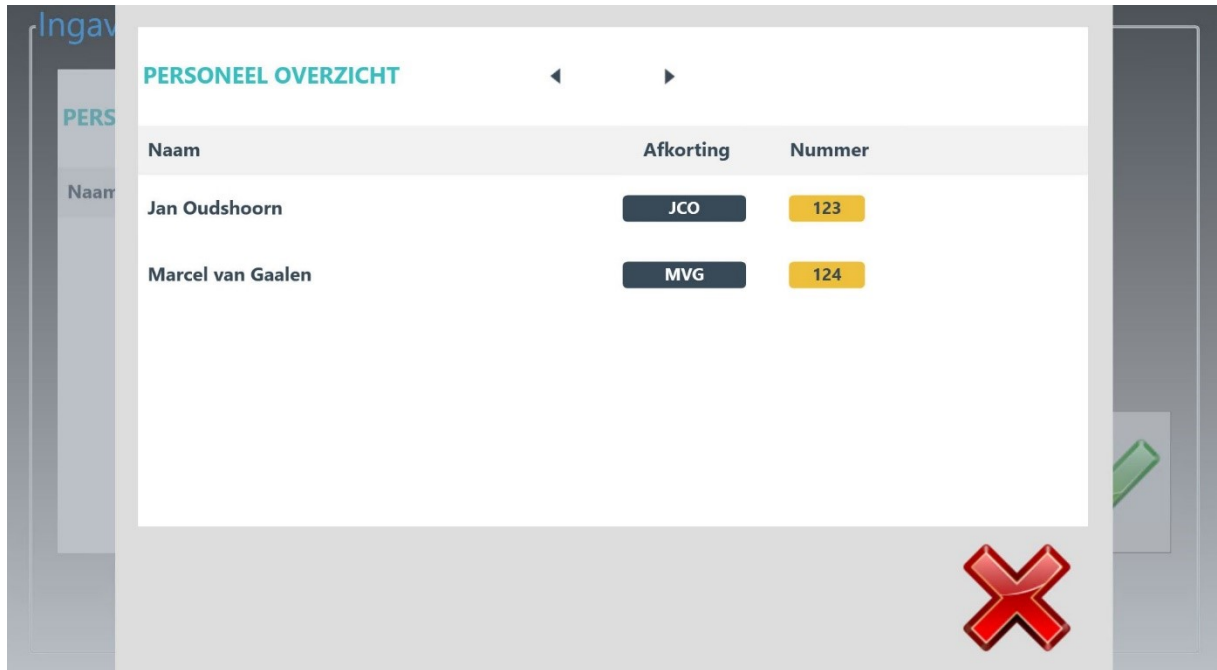 Ingav
PERSONEEL OVERZICHT
PERS
Naam Afkorting Nummer
Naam
Jan Oudshoorn JCO 123
Marcel van Gaalen MVG 124